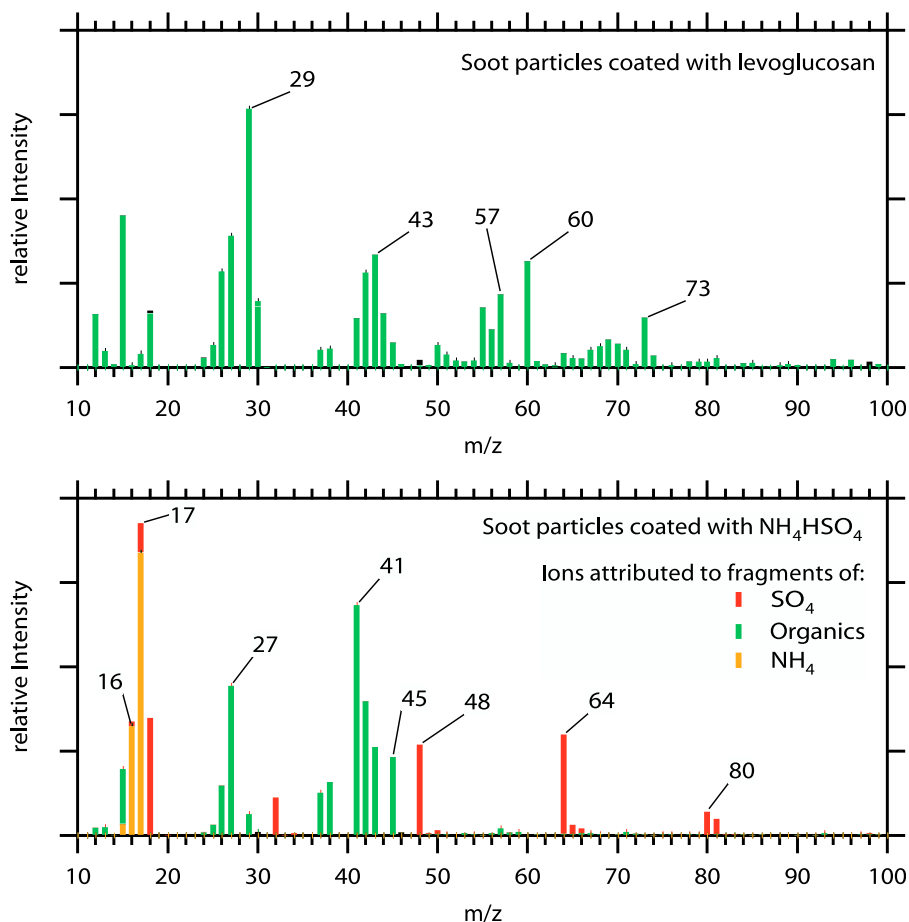 Soot particles coated with levoglucosan
29
43
57
60
73
relative Intensity
10 20 30 40 50 60 70 80 90 100
m/z
Soot particles coated with NH₄HSO₄
Ions attributed to fragments of:
SO₄
Organics
NH₄
17
16
27
41
45
48
64
80
relative Intensity
10 20 30 40 50 60 70 80 90 100
m/z